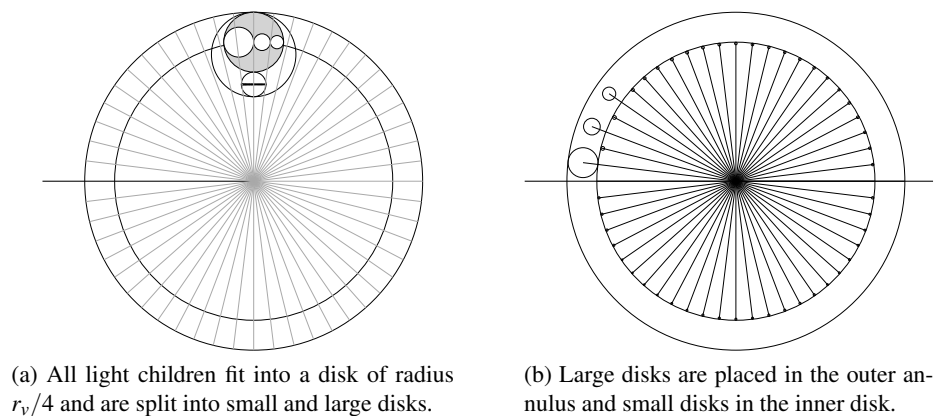 (a) All light children fit into a disk of radius
r_v/4 and are split into small and large disks.
(b) Large disks are placed in the outer an-
nulus and small disks in the inner disk.